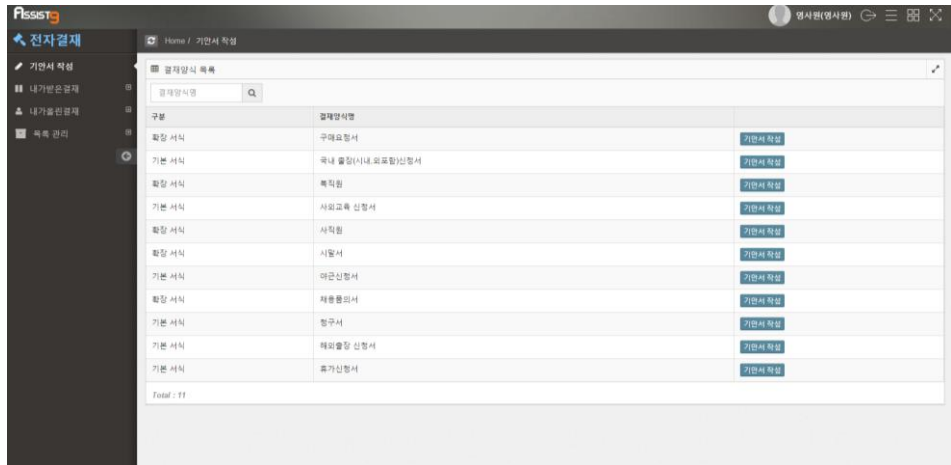 Assist9
영사원(영사원)
전자결재
Home / 기안서 작성
기안서 작성
내가받은결재
내가올린결재
목록 관리
결재양식 목록
결재양식명
구분 결재양식명
확장 서식 구매요청서 기안서 작성
기본 서식 국내 출장(시내,외포함)신청서 기안서 작성
확장 서식 복직원 기안서 작성
기본 서식 사외교육 신청서 기안서 작성
확장 서식 사직원 기안서 작성
확장 서식 시말서 기안서 작성
기본 서식 야근신청서 기안서 작성
확장 서식 채용품의서 기안서 작성
기본 서식 청구서 기안서 작성
기본 서식 해외출장 신청서 기안서 작성
기본 서식 휴가신청서 기안서 작성
Total : 11